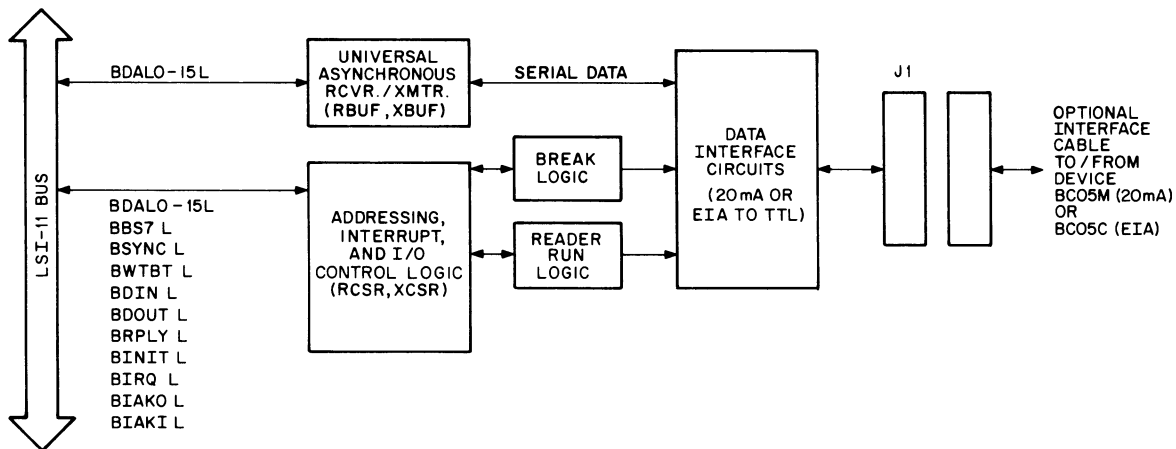 LSI-11 BUS
BDALO-15L
UNIVERSAL
ASYNCHRONOUS
RCVR./XMTR.
(RBUF,XBUF)
SERIAL DATA
BDALO-15L
BBS7 L
BSYNC L
BWTBT L
BDIN L
BDOUT L
BRPLY L
BINIT L
BIRQ L
BIAKO L
BIAKI L
ADDRESSING,
INTERRUPT,
AND I/O
CONTROL LOGIC
(RCSR,XCSR)
BREAK
LOGIC
READER
RUN
LOGIC
DATA
INTERFACE
CIRCUITS
(20mA OR
EIA TO TTL)
J1
OPTIONAL
INTERFACE
CABLE
TO/FROM
DEVICE
BC05M (20mA)
OR
BC05C (EIA)